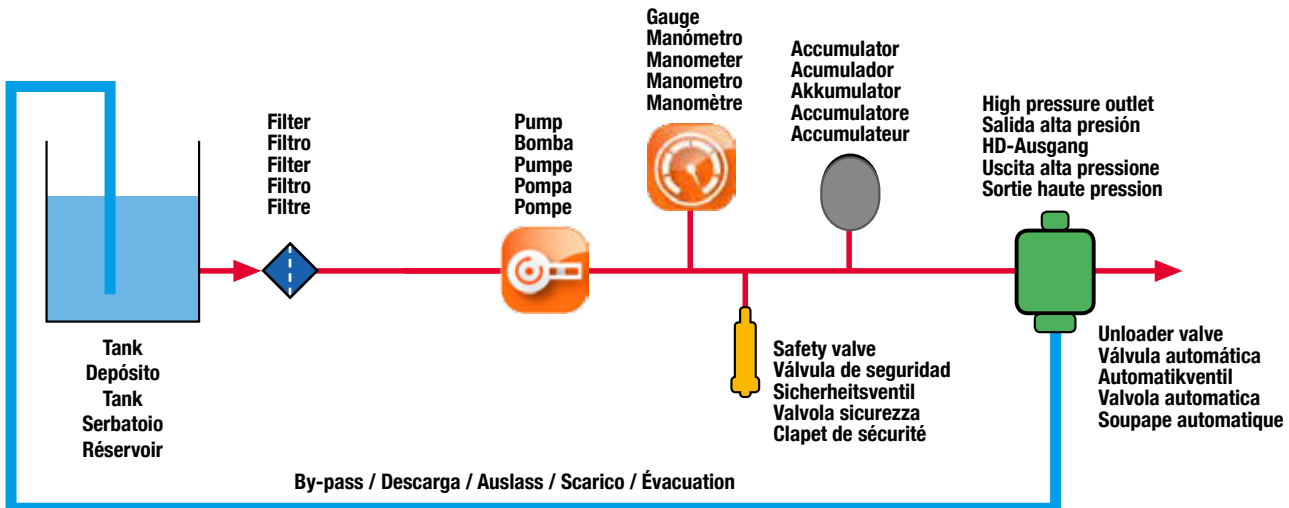 Gauge
Manómetro
Manometer
Manometro
Manomètre
Accumulator
Acumulador
Akkumulator
Accumulatore
Accumulateur
High pressure outlet
Salida alta presión
HD-Ausgang
Uscita alta pressione
Sortie haute pression
Filter
Filtro
Filter
Filtro
Filtre
Pump
Bomba
Pumpe
Pompa
Pompe
Tank
Depósito
Tank
Serbatoio
Réservoir
Safety valve
Válvula de seguridad
Sicherheitsventil
Valvola sicurezza
Clapet de sécurité
Unloader valve
Válvula automática
Automatikventil
Valvola automatica
Soupape automatique
By-pass / Descarga / Auslass / Scarico / Évacuation